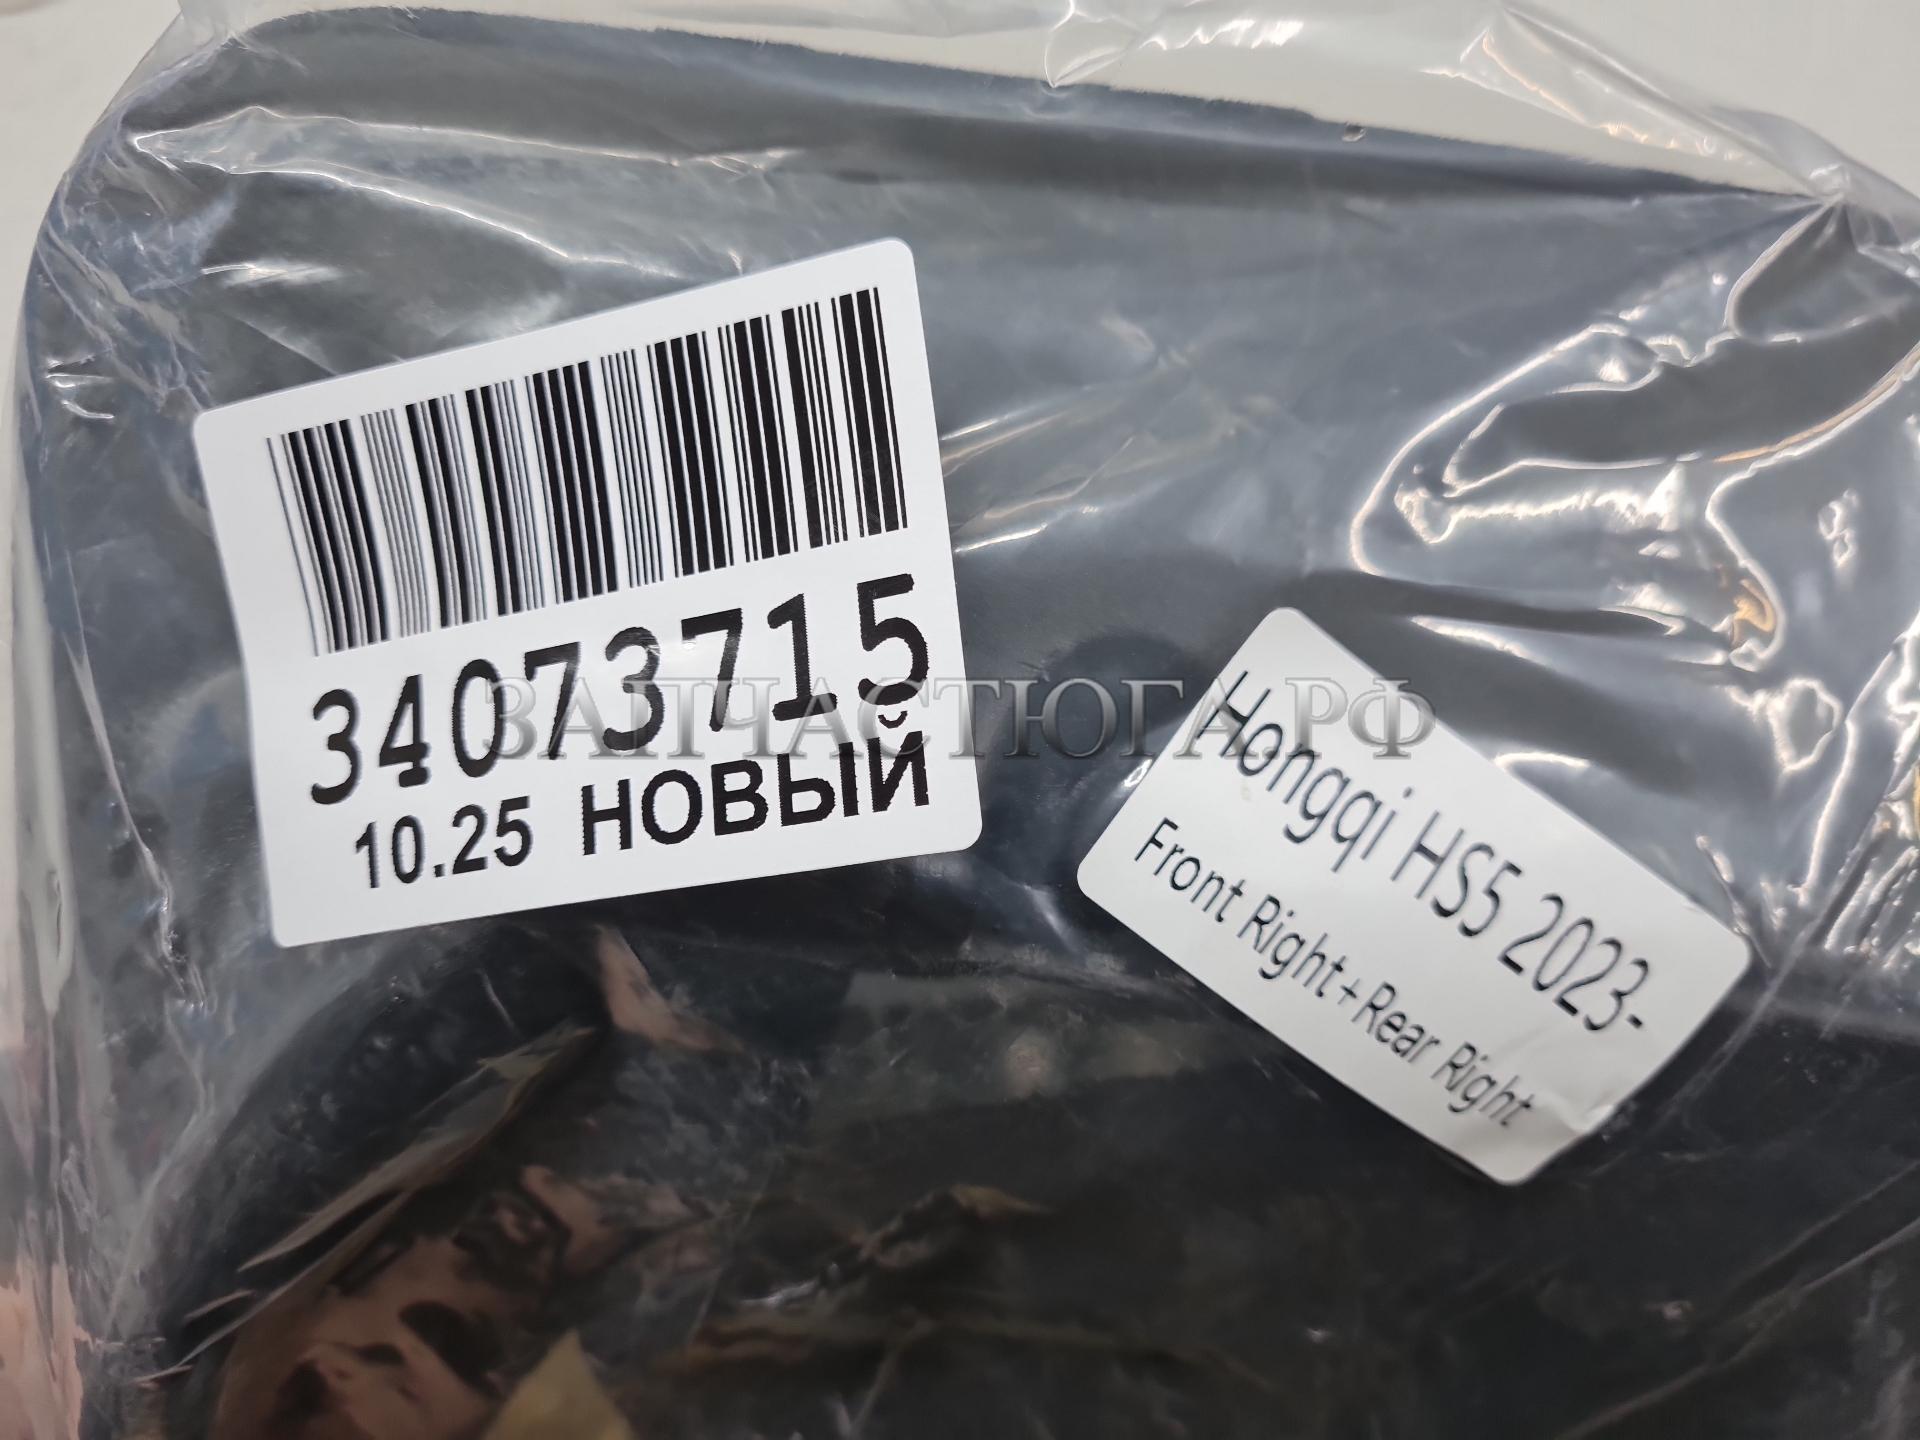 34073715
10.25 НОВЫЙ
ЗАПЧАСТЮГА.РФ
Hongqi HS5 2023-
Front Right+Rear Right